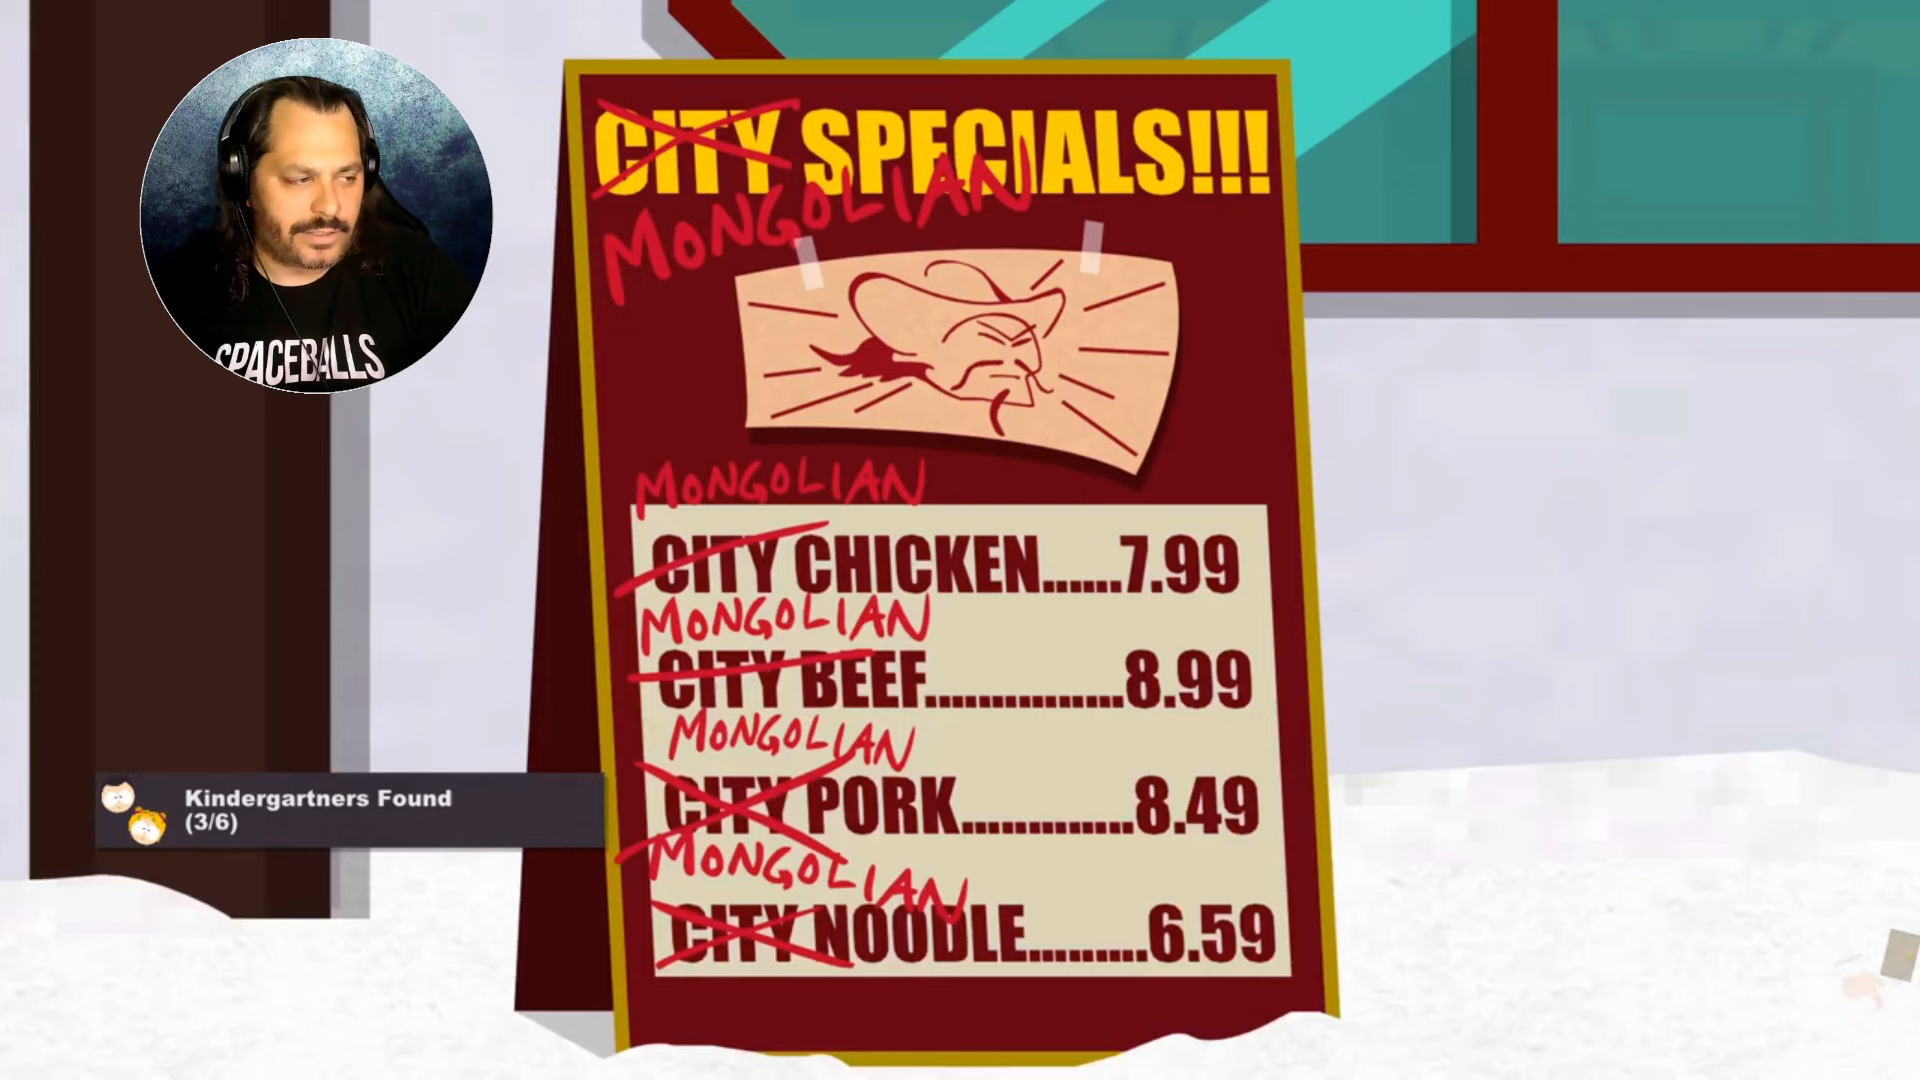 SPACEBALLS
CITY SPECIALS!!!
MONGOLIAN
MONGOLIAN
CITY CHICKEN......7.99
MONGOLIAN
CITY BEEF...............8.99
MONGOLIAN
CITY PORK.............8.49
MONGOLIAN
CITY NOODLE.........6.59
Kindergartners Found
(3/6)